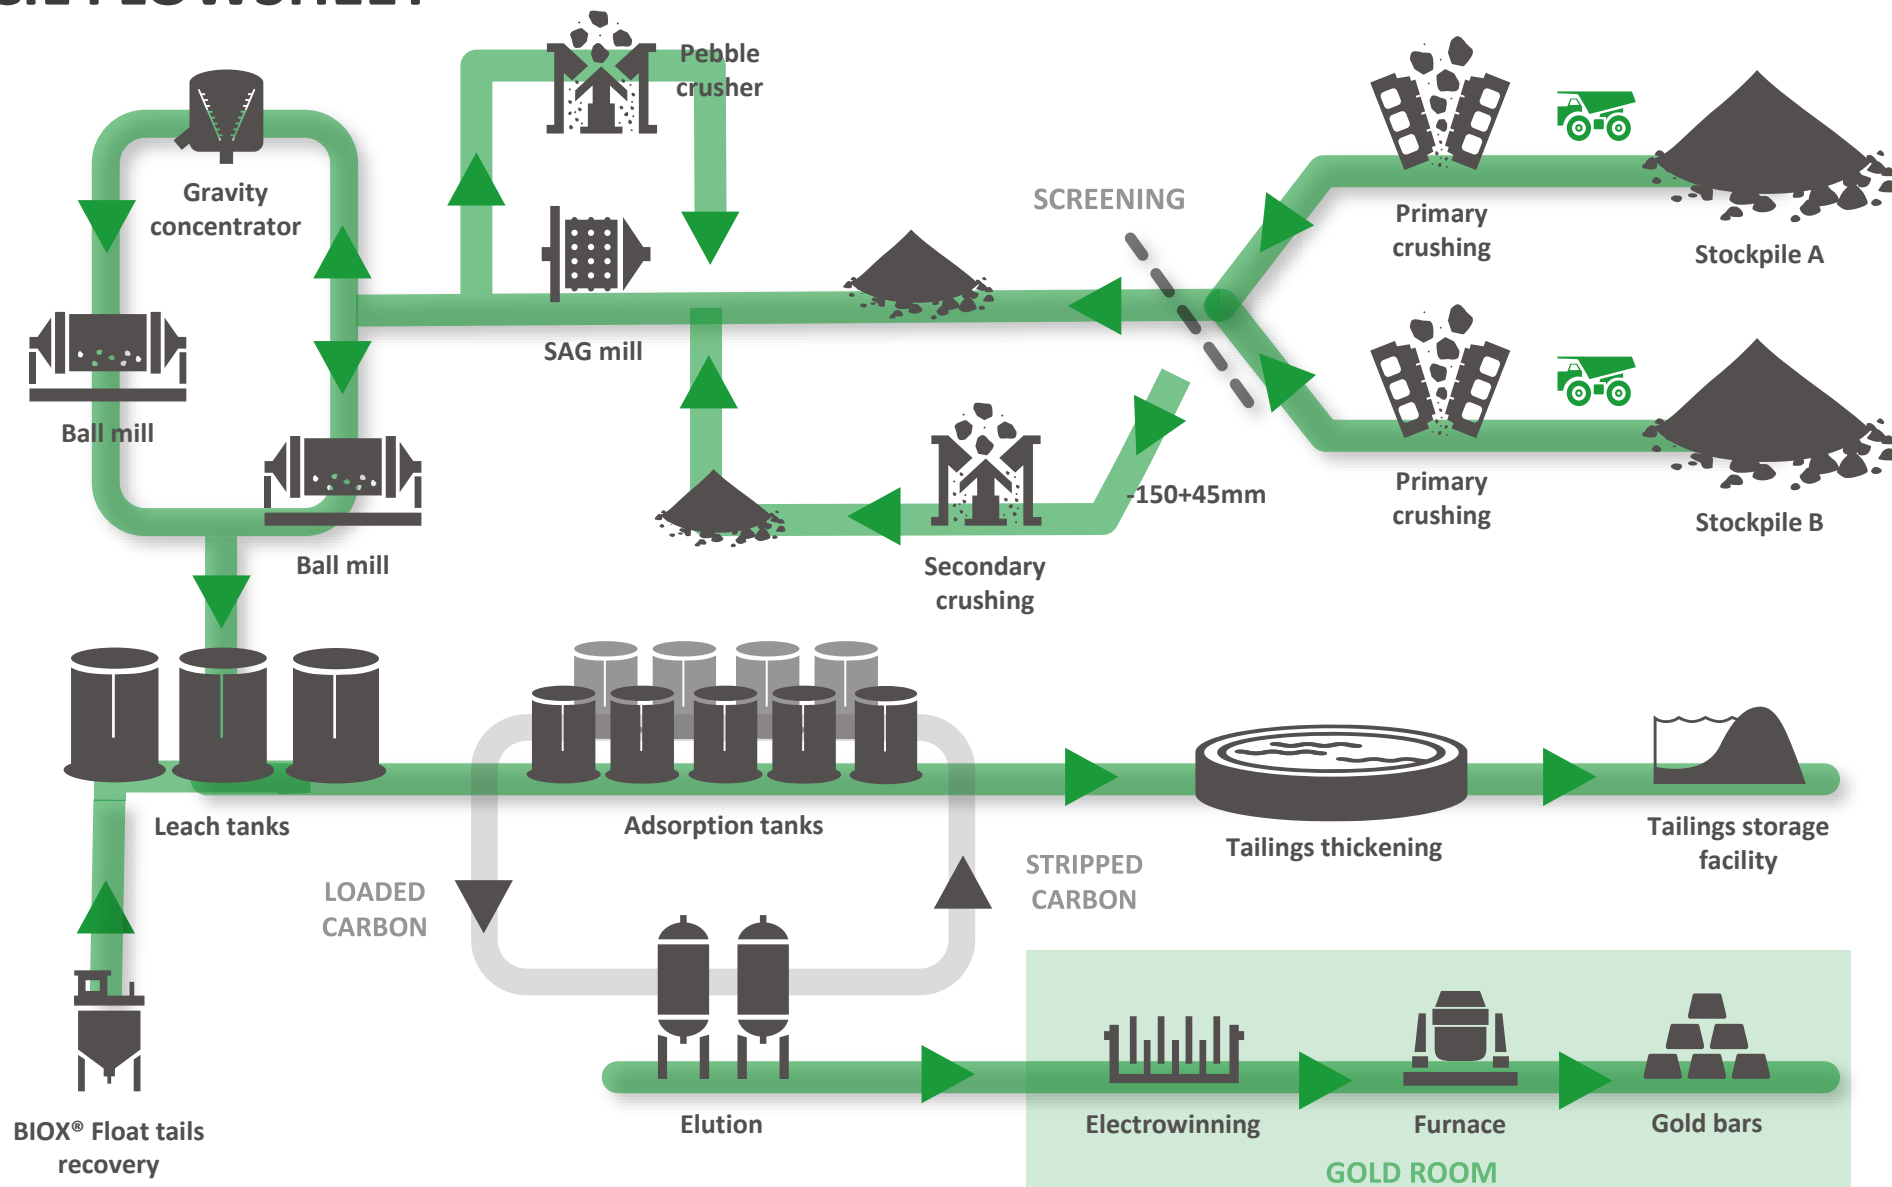 CIL FLOWSHEET
Pebble
crusher
Gravity
concentrator
SCREENING
Primary
crushing
Stockpile A
SAG mill
Ball mill
Primary
crushing
Stockpile B
-150+45mm
Ball mill
Secondary
crushing
Leach tanks
Adsorption tanks
Tailings thickening
Tailings storage
facility
LOADED
CARBON
STRIPPED
CARBON
BIOX® Float tails
recovery
Elution
Electrowinning
Furnace
Gold bars
GOLD ROOM